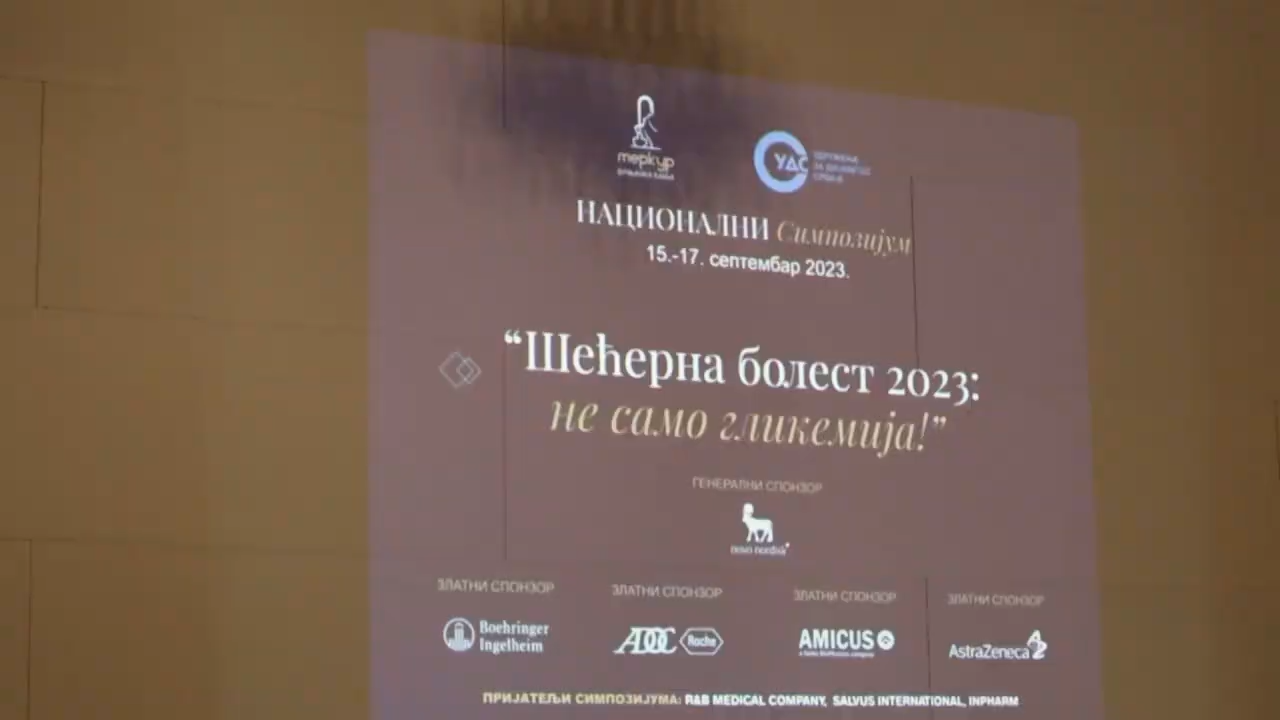 меркур
УДС
НАЦИОНАЛНИ Симпозијум
15.-17. септембар 2023.
“Шећерна болест 2023:
не само гликемија!”
ГЕНЕРАЛНИ СПОНЗОР
novo nordisk
ЗЛАТНИ СПОНЗОР ЗЛАТНИ СПОНЗОР ЗЛАТНИ СПОНЗОР ЗЛАТНИ СПОНЗОР
Boehringer
Ingelheim
ADOC Roche AMICUS AstraZeneca
ПРИЈАТЕЉИ СИМПОЗИЈУМА: R&B MEDICAL COMPANY, SALVUS INTERNATIONAL, INPHARM